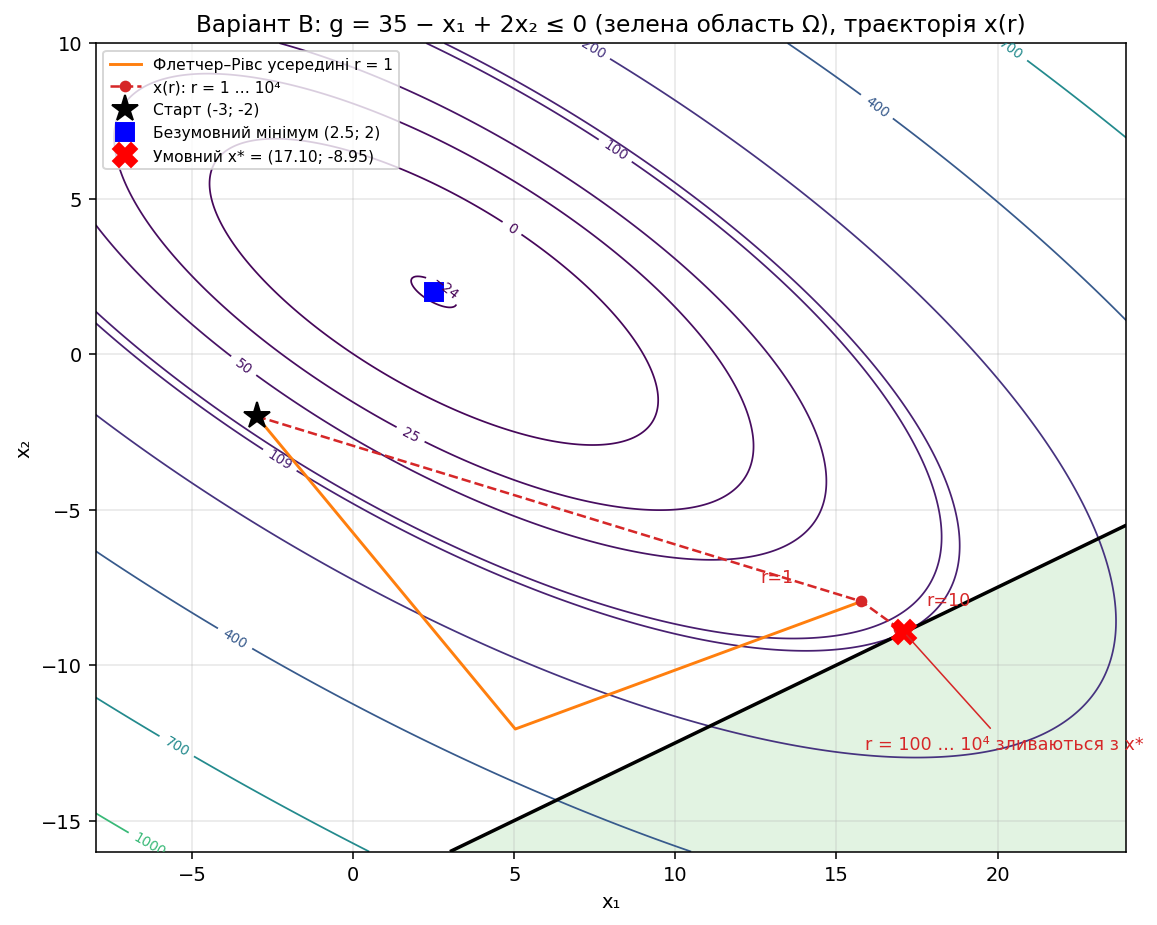 Варіант В: g = 35 − x₁ + 2x₂ ≤ 0 (зелена область Ω), траєкторія x(r)
Флетчер–Рівс усередині r = 1
x(r): r = 1 … 10⁴
Старт (-3; -2)
Безумовний мінімум (2.5; 2)
Умовний x* = (17.10; -8.95)
200
700
400
100
0
50
25
109
r=1
r=10
400
r = 100 … 10⁴ зливаються з x*
700
1000
10
5
0
−5
−10
−15
x₂
−5
0
5
10
15
20
x₁